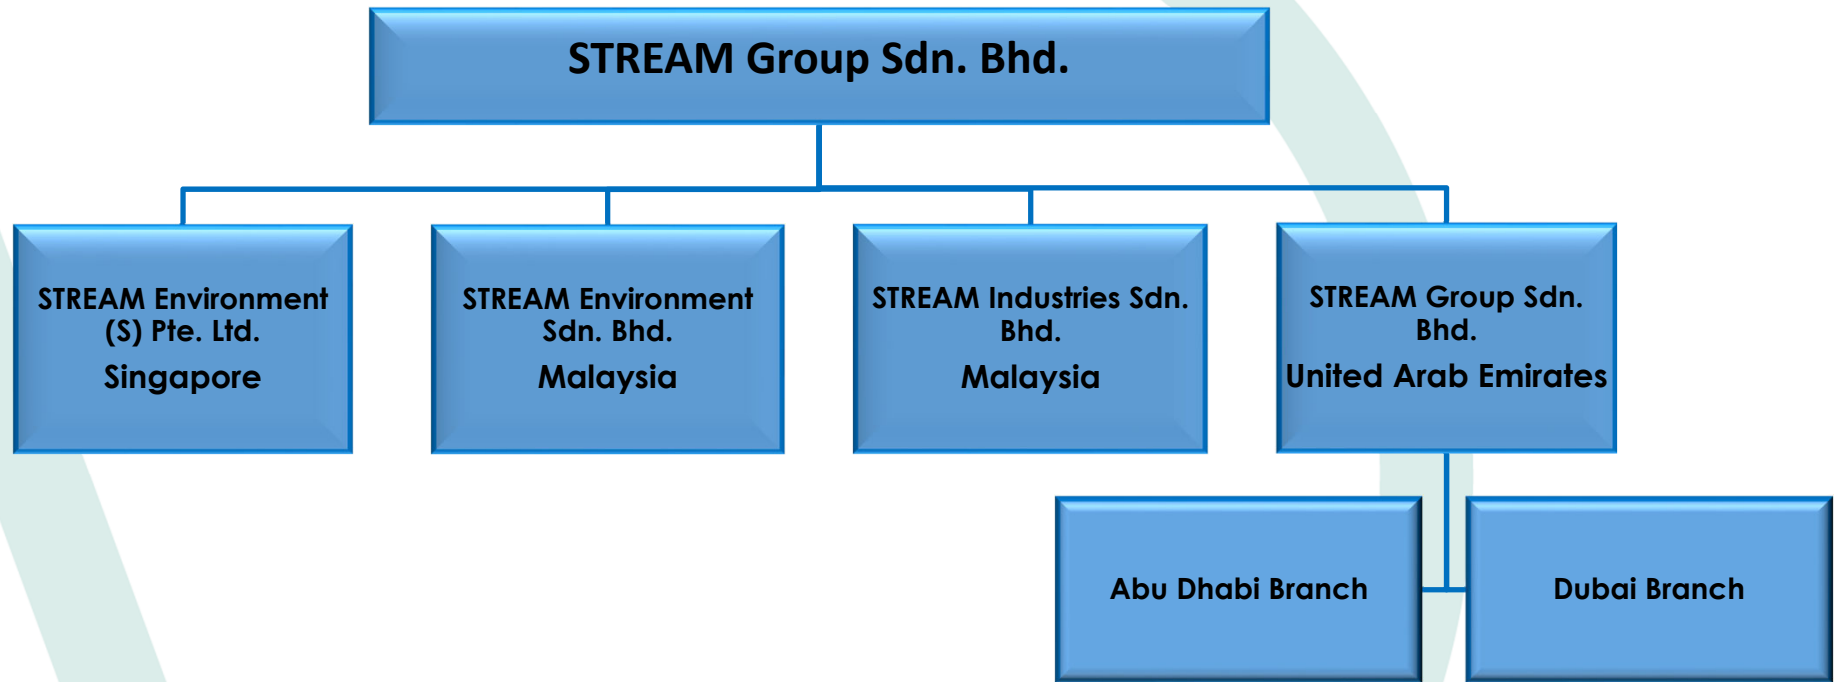 STREAM Group Sdn. Bhd.
STREAM Environment
(S) Pte. Ltd.
Singapore
STREAM Environment
Sdn. Bhd.
Malaysia
STREAM Industries Sdn.
Bhd.
Malaysia
STREAM Group Sdn.
Bhd.
United Arab Emirates
Abu Dhabi Branch
Dubai Branch